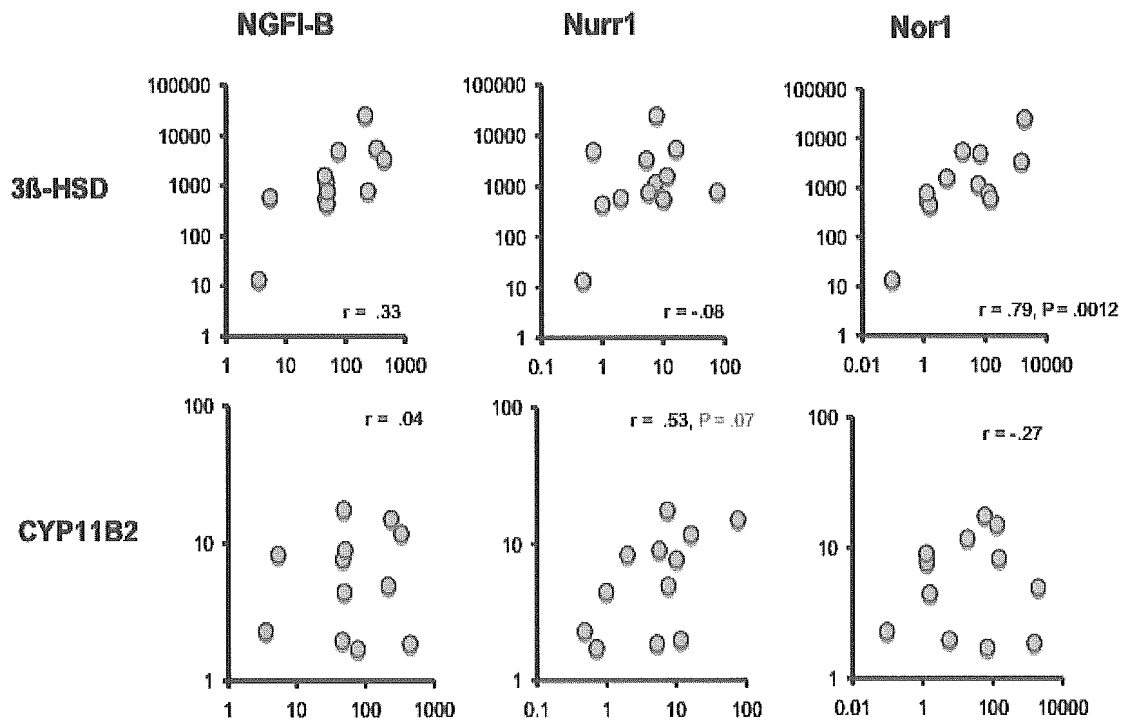 NGFI-B Nurr1 Nor1
3ß-HSD
100000
10000
1000
100
10
1
r = .33
1 10 100 1000
100000
10000
1000
100
10
1
r = -.08
0.1 1 10 100
100000
10000
1000
100
10
1
r = .79, P = .0012
0.01 1 100 10000
CYP11B2
100
10
1
r = .04
1 10 100 1000
100
10
1
r = .53, P = .07
0.1 1 10 100
100
10
1
r = -.27
0.01 1 100 10000